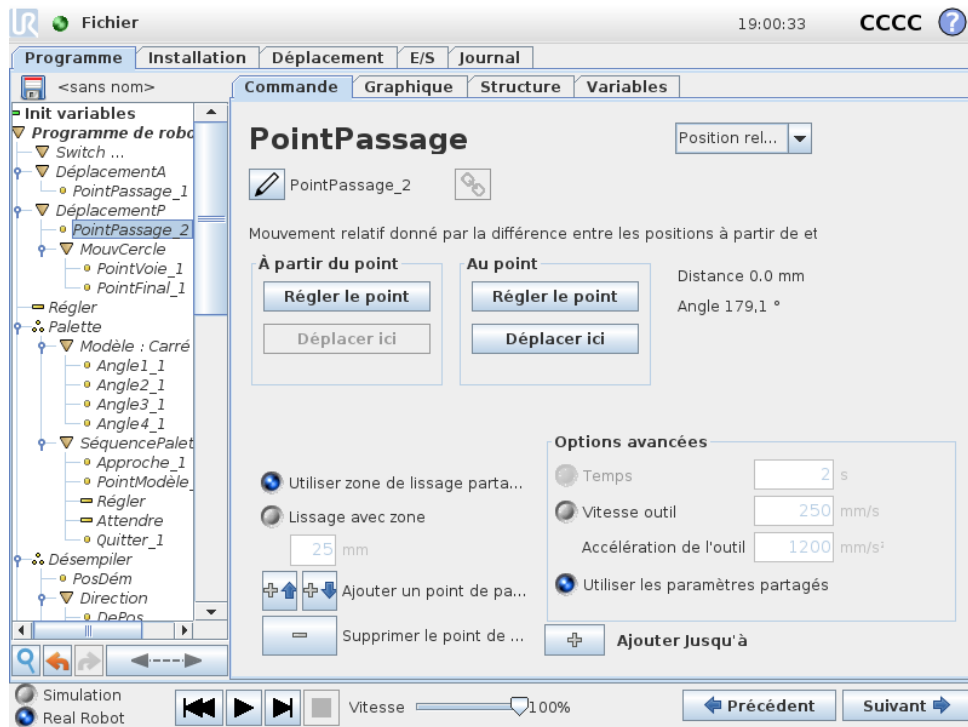 UR Fichier 19:00:33 CCCC ?
Programme Installation Déplacement E/S Journal
<sans nom> Commande Graphique Structure Variables
Init variables
Programme de robo
Switch ...
DéplacementA
PointPassage_1
DéplacementP
PointPassage_2
MouvCercle
PointVoie_1
PointFinal_1
Régler
Palette
Modèle : Carré
Angle1_1
Angle2_1
Angle3_1
Angle4_1
SéquencePalet
Approche_1
PointModèle_
Régler
Attendre
Quitter_1
Désempiler
PosDém
Direction
DePos
PointPassage
Position rel...
PointPassage_2
Mouvement relatif donné par la différence entre les positions à partir de et
À partir du point
Régler le point
Déplacer ici
Au point
Régler le point
Déplacer ici
Distance 0.0 mm
Angle 179,1 °
Utiliser zone de lissage parta...
Lissage avec zone
25 mm
Ajouter un point de pa...
Supprimer le point de ...
Options avancées
Temps 2 s
Vitesse outil 250 mm/s
Accélération de l'outil 1200 mm/s²
Utiliser les paramètres partagés
Ajouter Jusqu'à
Simulation
Real Robot
Vitesse 100%
Précédent
Suivant